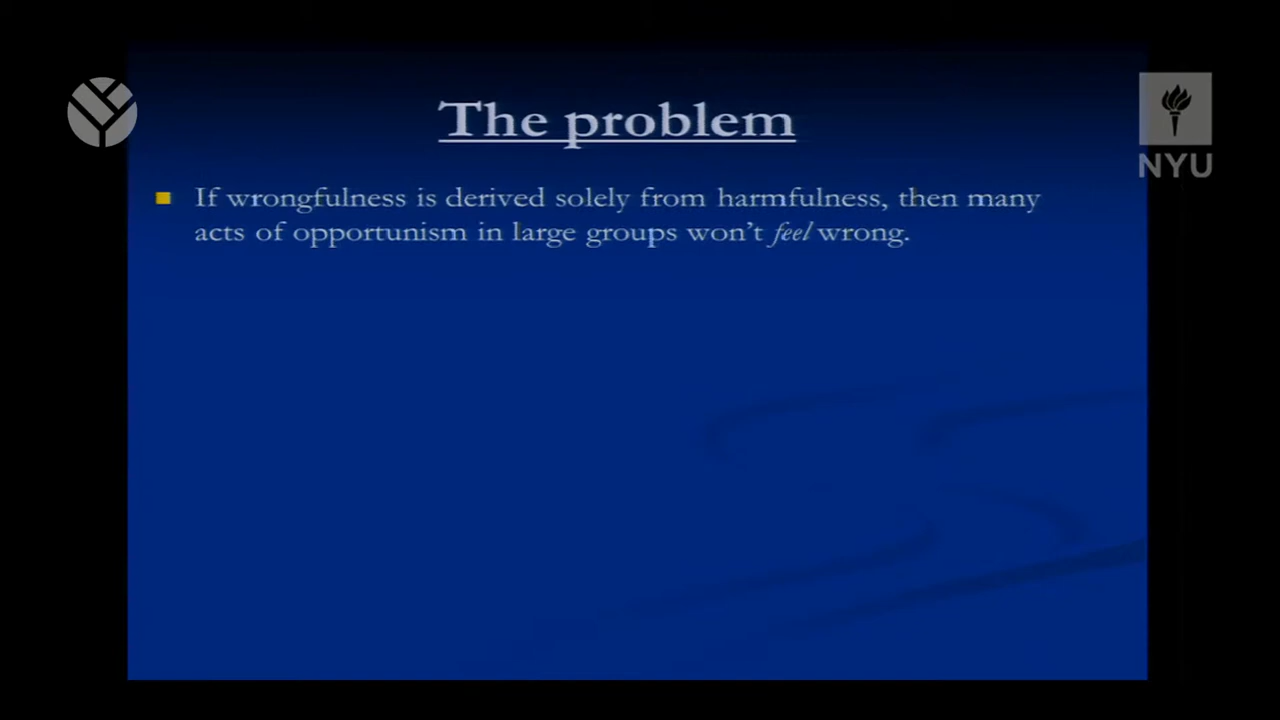 The problem
NYU
If wrongfulness is derived solely from harmfulness, then many
acts of opportunism in large groups won't feel wrong.